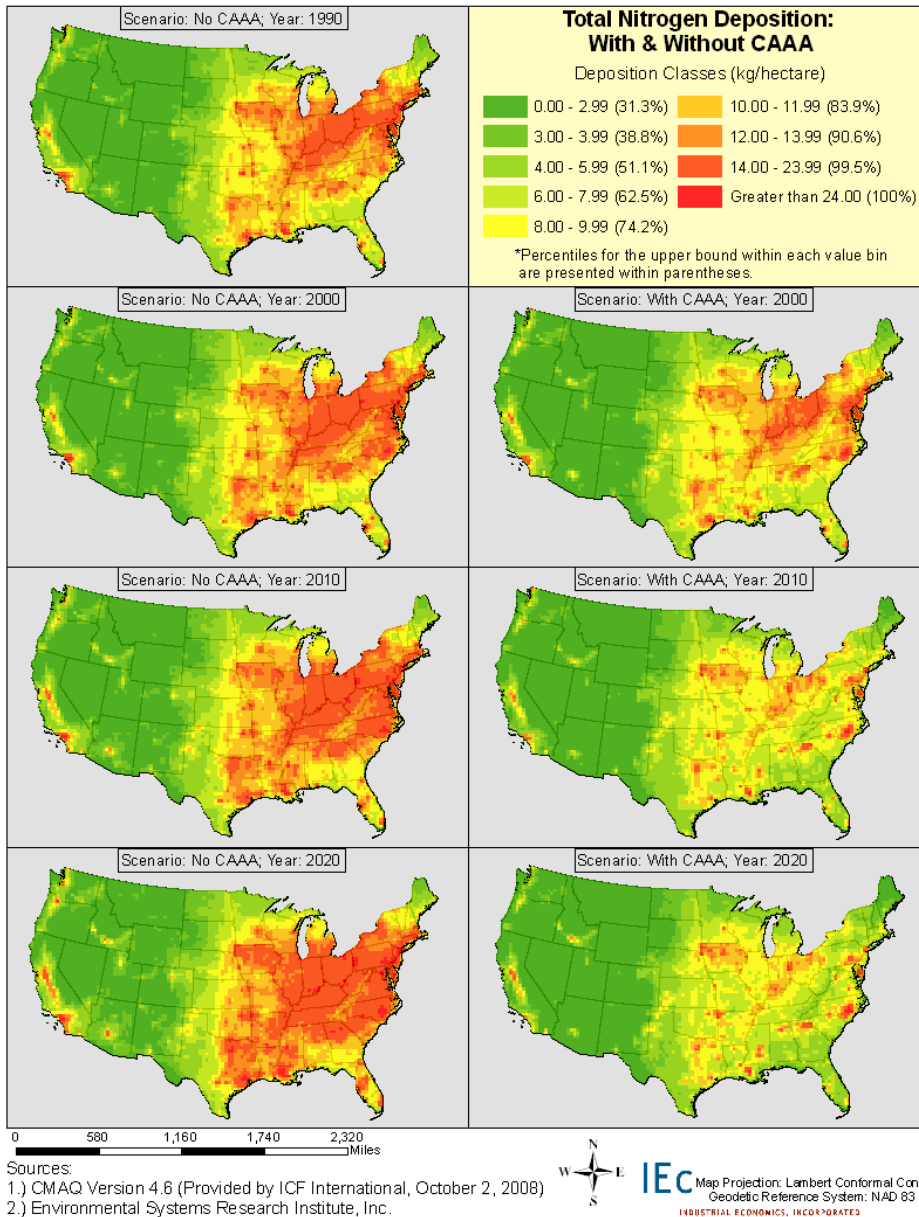 Scenario: No CAAA; Year: 1990
Total Nitrogen Deposition:
With & Without CAAA
Deposition Classes (kg/hectare)
0.00 - 2.99 (31.3%)
3.00 - 3.99 (38.8%)
4.00 - 5.99 (51.1%)
6.00 - 7.99 (62.5%)
8.00 - 9.99 (74.2%)
10.00 - 11.99 (83.9%)
12.00 - 13.99 (90.6%)
14.00 - 23.99 (99.5%)
Greater than 24.00 (100%)
*Percentiles for the upper bound within each value bin
are presented within parentheses.
Scenario: No CAAA; Year: 2000
Scenario: With CAAA; Year: 2000
Scenario: No CAAA; Year: 2010
Scenario: With CAAA; Year: 2010
Scenario: No CAAA; Year: 2020
Scenario: With CAAA; Year: 2020
0 580 1,160 1,740 2,320
Miles
Sources:
1.) CMAQ Version 4.6 (Provided by ICF International, October 2, 2008)
2.) Environmental Systems Research Institute, Inc.
N
W E
S
IEc
INDUSTRIAL ECONOMICS, INCORPORATED
Map Projection: Lambert Conformal Con
Geodetic Reference System: NAD 83